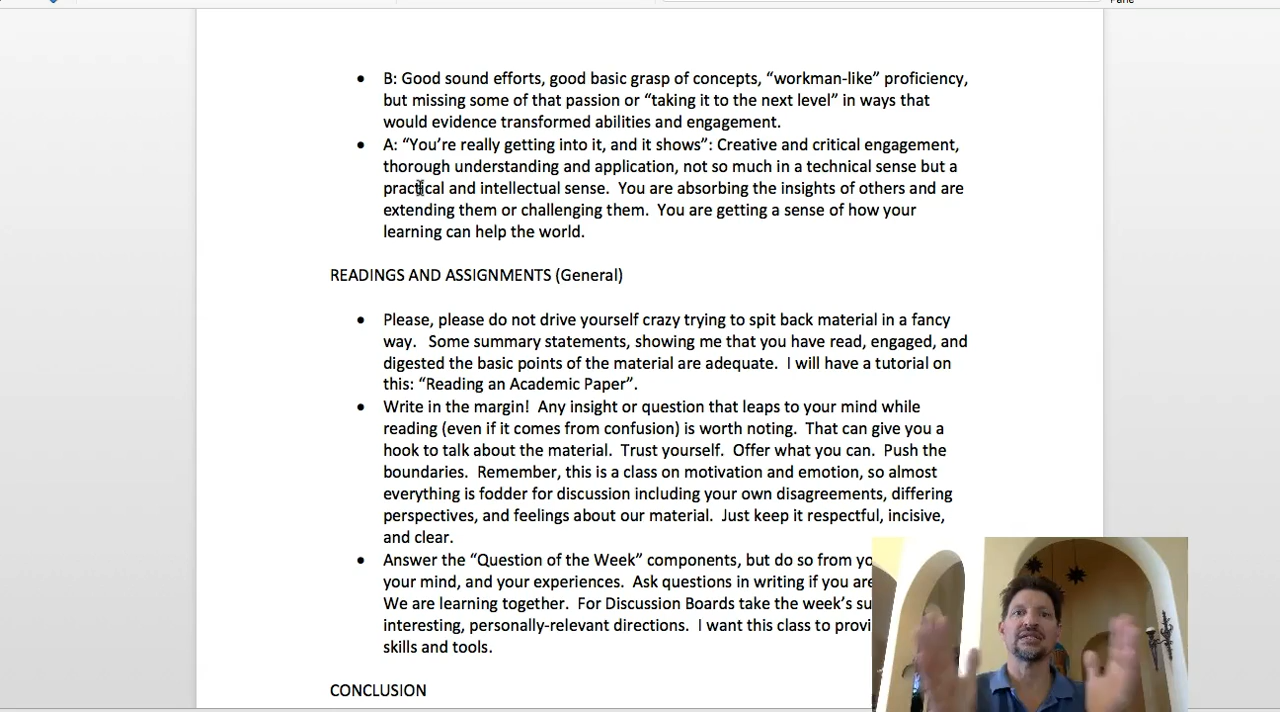 B: Good sound efforts, good basic grasp of concepts, “workman-like” proficiency,
but missing some of that passion or “taking it to the next level” in ways that
would evidence transformed abilities and engagement.
A: “You’re really getting into it, and it shows”: Creative and critical engagement,
thorough understanding and application, not so much in a technical sense but a
practical and intellectual sense.  You are absorbing the insights of others and are
extending them or challenging them.  You are getting a sense of how your
learning can help the world.
READINGS AND ASSIGNMENTS (General)
Please, please do not drive yourself crazy trying to spit back material in a fancy
way.   Some summary statements, showing me that you have read, engaged, and
digested the basic points of the material are adequate.  I will have a tutorial on
this: “Reading an Academic Paper”.
Write in the margin!  Any insight or question that leaps to your mind while
reading (even if it comes from confusion) is worth noting.  That can give you a
hook to talk about the material.  Trust yourself.  Offer what you can.  Push the
boundaries.  Remember, this is a class on motivation and emotion, so almost
everything is fodder for discussion including your own disagreements, differing
perspectives, and feelings about our material.  Just keep it respectful, incisive,
and clear.
Answer the “Question of the Week” components, but do so from
your mind, and your experiences.  Ask questions in writing if you
We are learning together.  For Discussion Boards take the week’s
interesting, personally-relevant directions.  I want this class to
skills and tools.
CONCLUSION